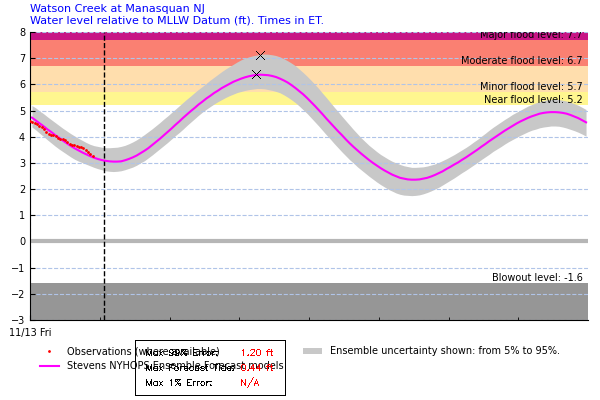 Watson Creek at Manasquan NJ
Water level relative to MLLW Datum (ft). Times in ET.
8
Major flood level: 7.7
7
Moderate flood level: 6.7
6
Minor flood level: 5.7
Near flood level: 5.2
5
4
3
2
1
0
−1
Blowout level: -1.6
−2
−3
11/13 Fri
Observations (where available)
Stevens NYHOPS Ensemble Forecast models
Ensemble uncertainty shown: from 5% to 95%.
Max Error: 1.20 ft
Max Forecast Tide: ft
Max 1% Error: N/A